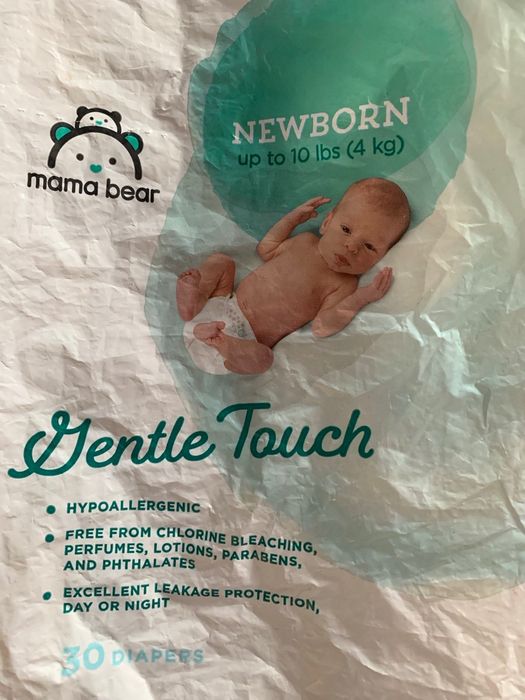 mama bear
NEWBORN
up to 10 lbs (4 kg)
Gentle Touch
• HYPOALLERGENIC
• FREE FROM CHLORINE BLEACHING,
PERFUMES, LOTIONS, PARABENS,
AND PHTHALATES
• EXCELLENT LEAKAGE PROTECTION,
DAY OR NIGHT
30 DIAPERS